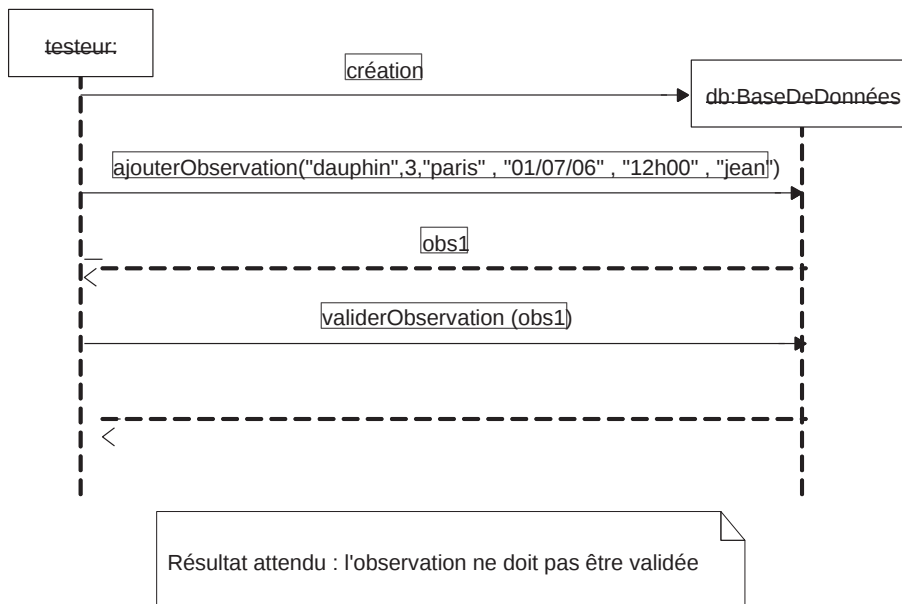 testeur:
création
db:BaseDeDonnées
ajouterObservation("dauphin",3,"paris" , "01/07/06" , "12h00" , "jean")
obs1
validerObservation (obs1)
Résultat attendu : l'observation ne doit pas être validée